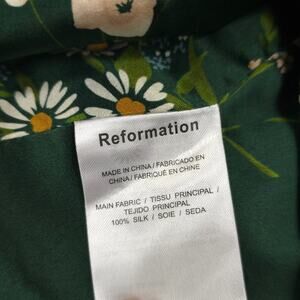 Reformation
MADE IN CHINA / FABRICADO EN
CHINA / FABRIQUÉ EN CHINE
MAIN FABRIC / TISSU PRINCIPAL /
TEJIDO PRINCIPAL
100% SILK / SOIE / SEDA